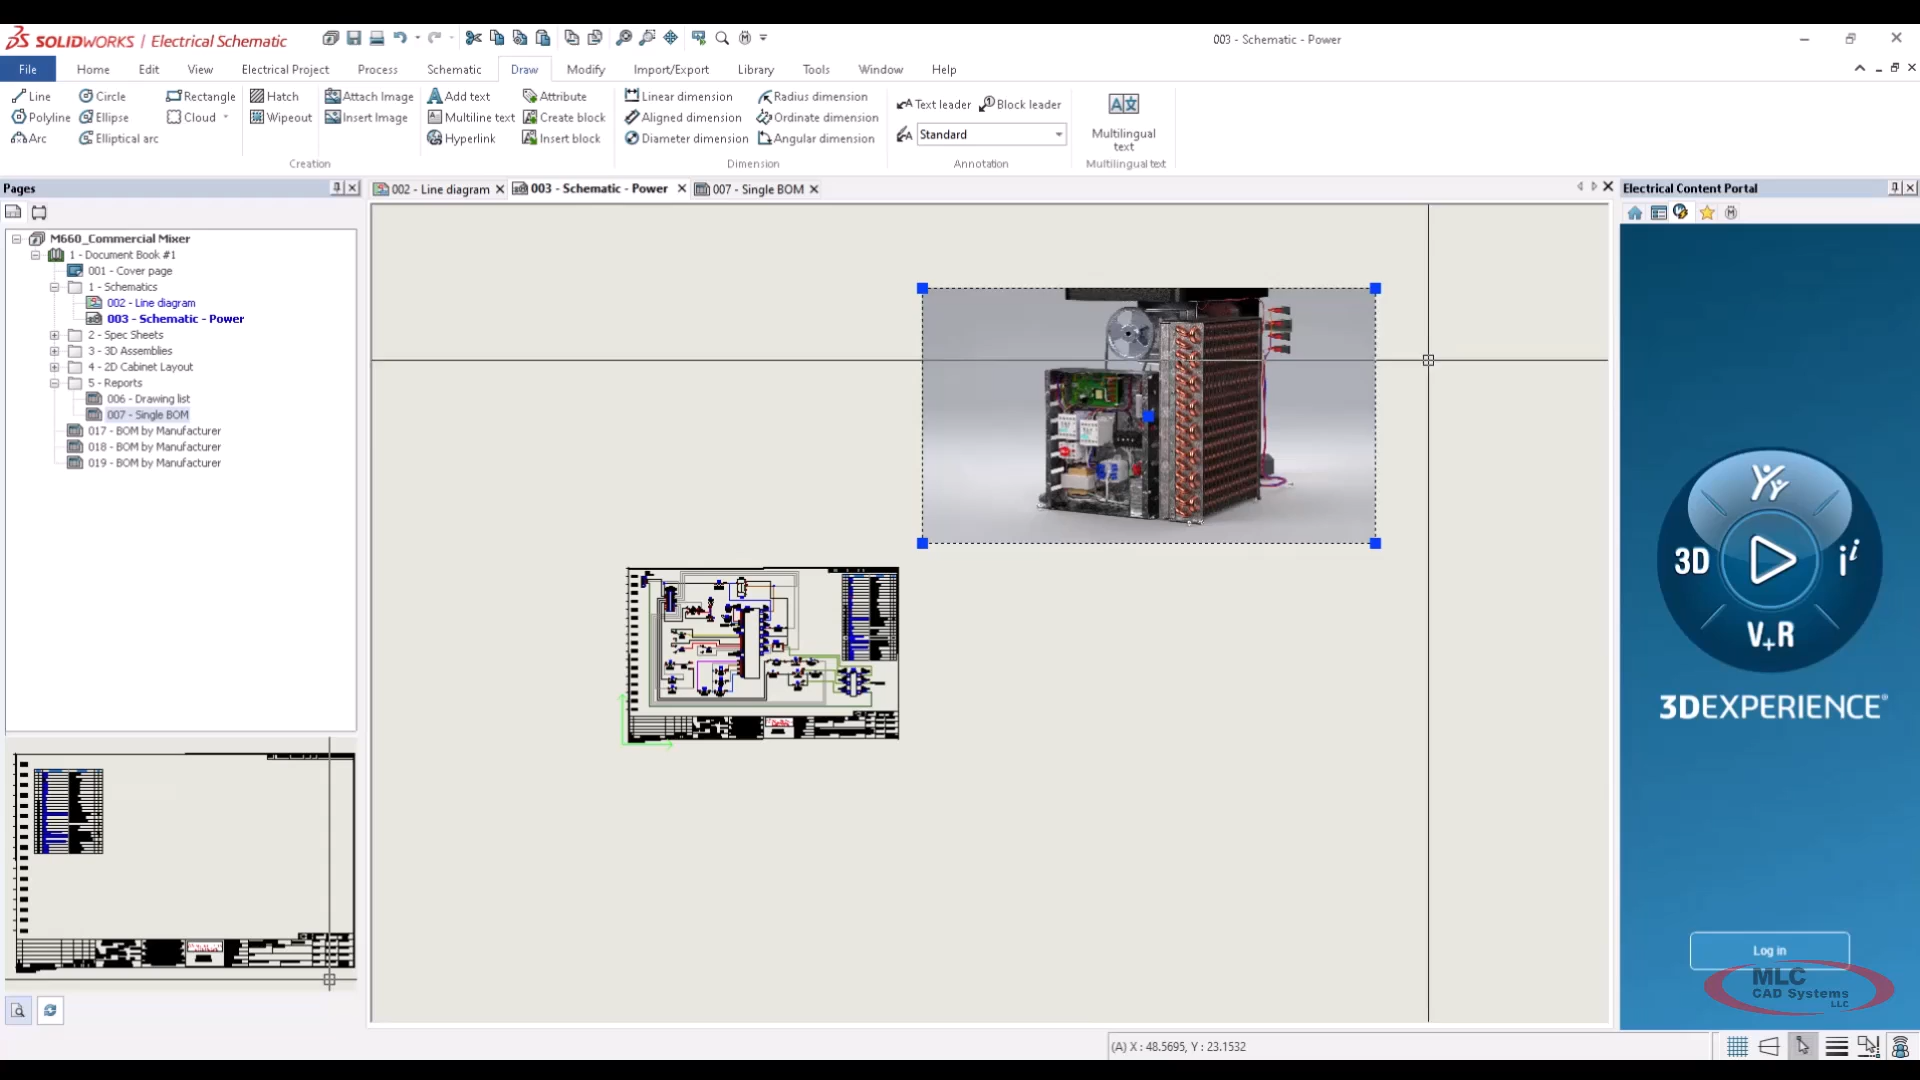 SOLIDWORKS | Electrical Schematic
003 - Schematic - Power
File Home Edit View Electrical Project Process Schematic Draw Modify Import/Export Library Tools Window Help
Line Circle Rectangle Hatch Attach Image Add text Attribute Linear dimension Radius dimension Text leader Block leader
Polyline Ellipse Cloud Wipeout Insert Image Multiline text Create block Aligned dimension Ordinate dimension
Arc Elliptical arc Hyperlink Insert block Diameter dimension Angular dimension Standard
Multilingual
text
Creation Dimension Annotation Multilingual text
Pages
002 - Line diagram 003 - Schematic - Power 007 - Single BOM
Electrical Content Portal
M660_Commercial Mixer
1 - Document Book #1
001 - Cover page
1 - Schematics
002 - Line diagram
003 - Schematic - Power
2 - Spec Sheets
3 - 3D Assemblies
4 - 2D Cabinet Layout
5 - Reports
006 - Drawing list
007 - Single BOM
017 - BOM by Manufacturer
018 - BOM by Manufacturer
019 - BOM by Manufacturer
3D
V+R
3DEXPERIENCE
Log in
MLC
CAD Systems
LLC
(A) X : 48.5695, Y : 23.1532